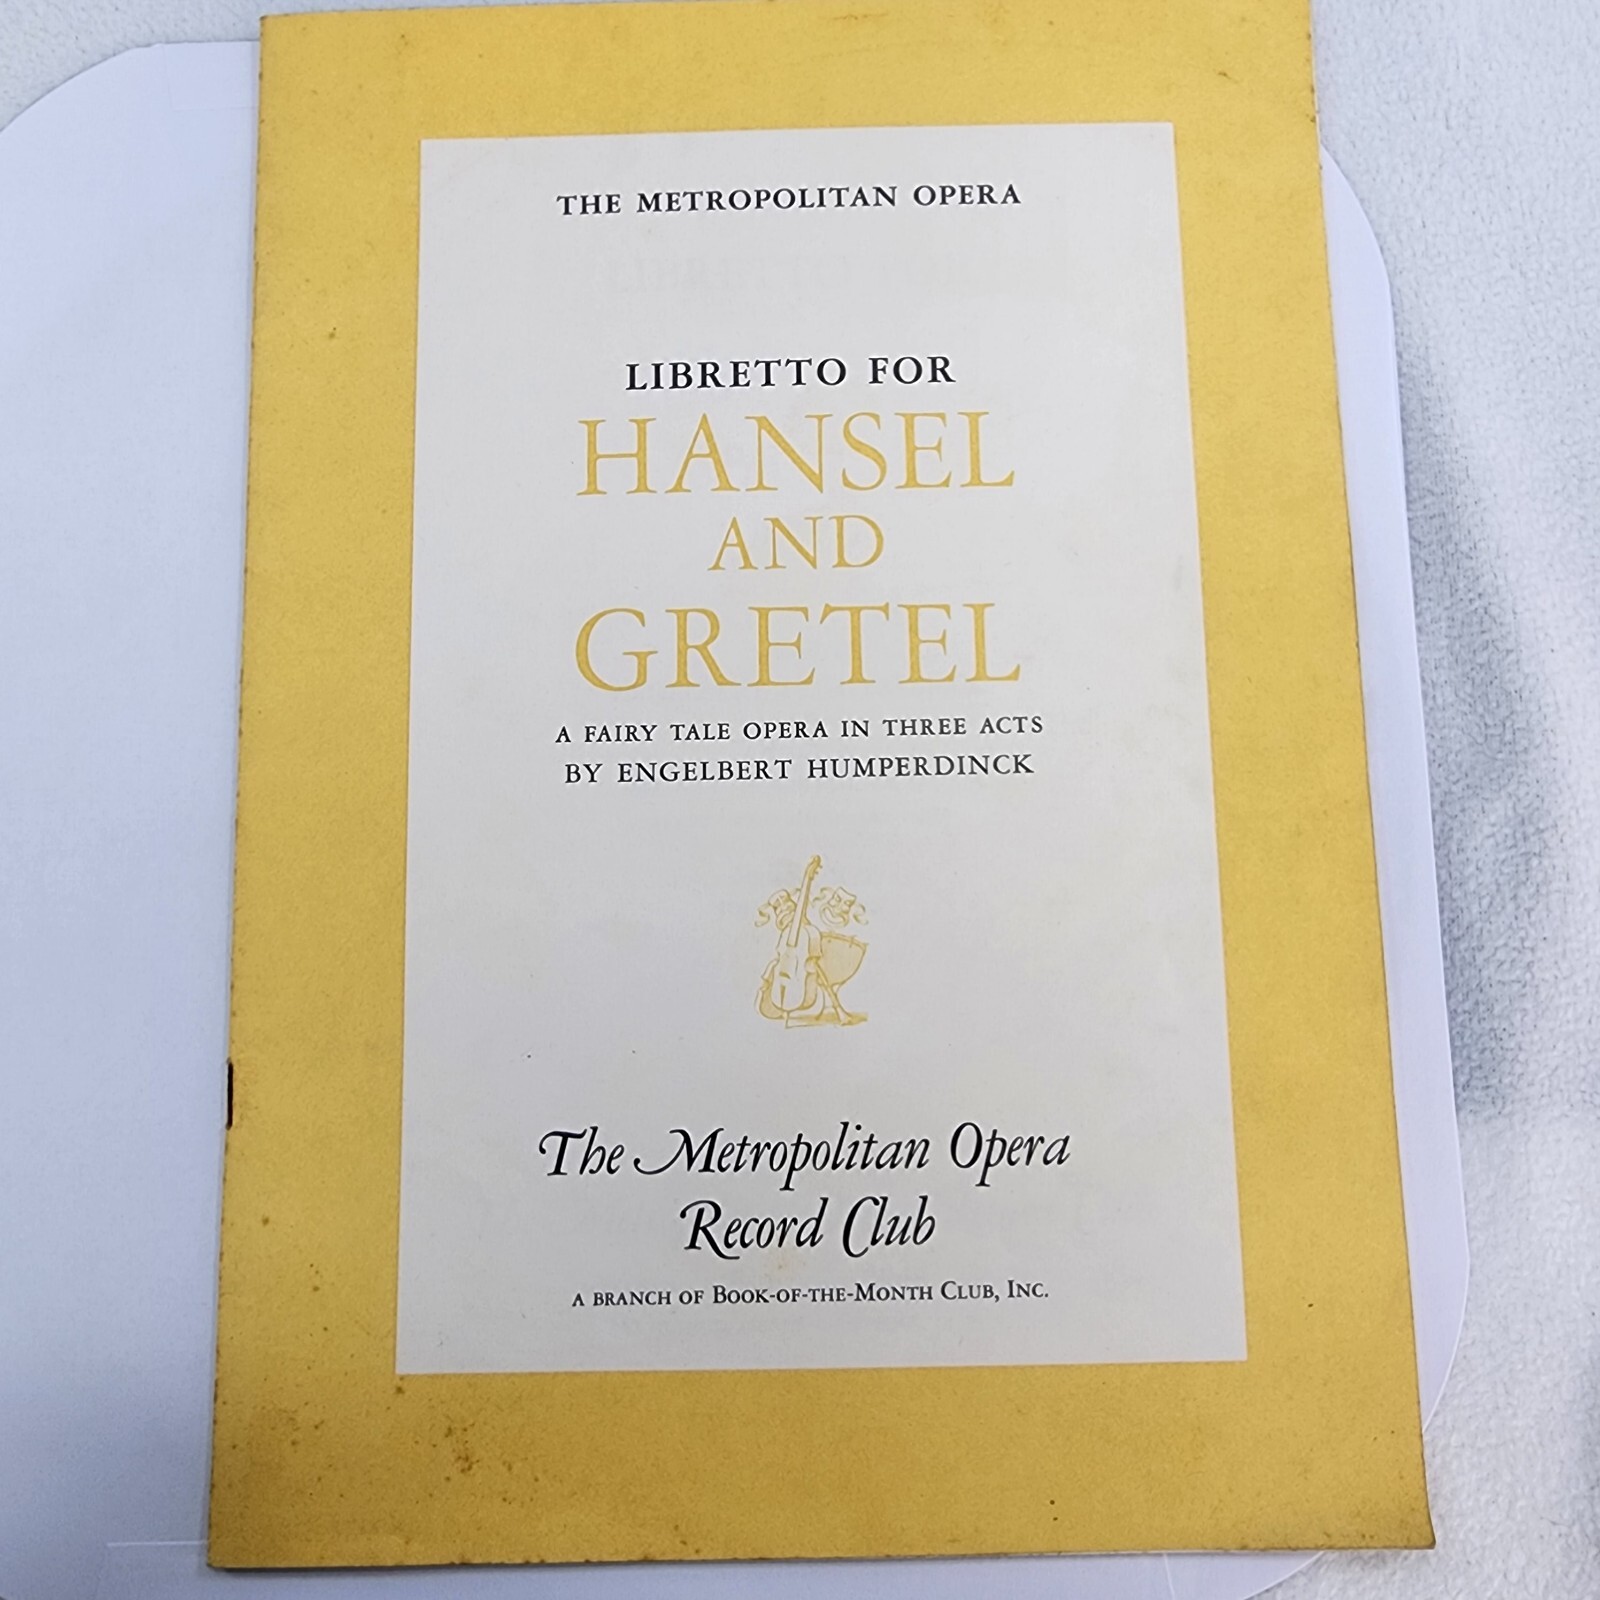 THE METROPOLITAN OPERA
LIBRETTO FOR
HANSEL
AND
GRETEL
A FAIRY TALE OPERA IN THREE ACTS
BY ENGELBERT HUMPERDINCK
The Metropolitan Opera
Record Club
A BRANCH OF BOOK-OF-THE-MONTH CLUB, INC.